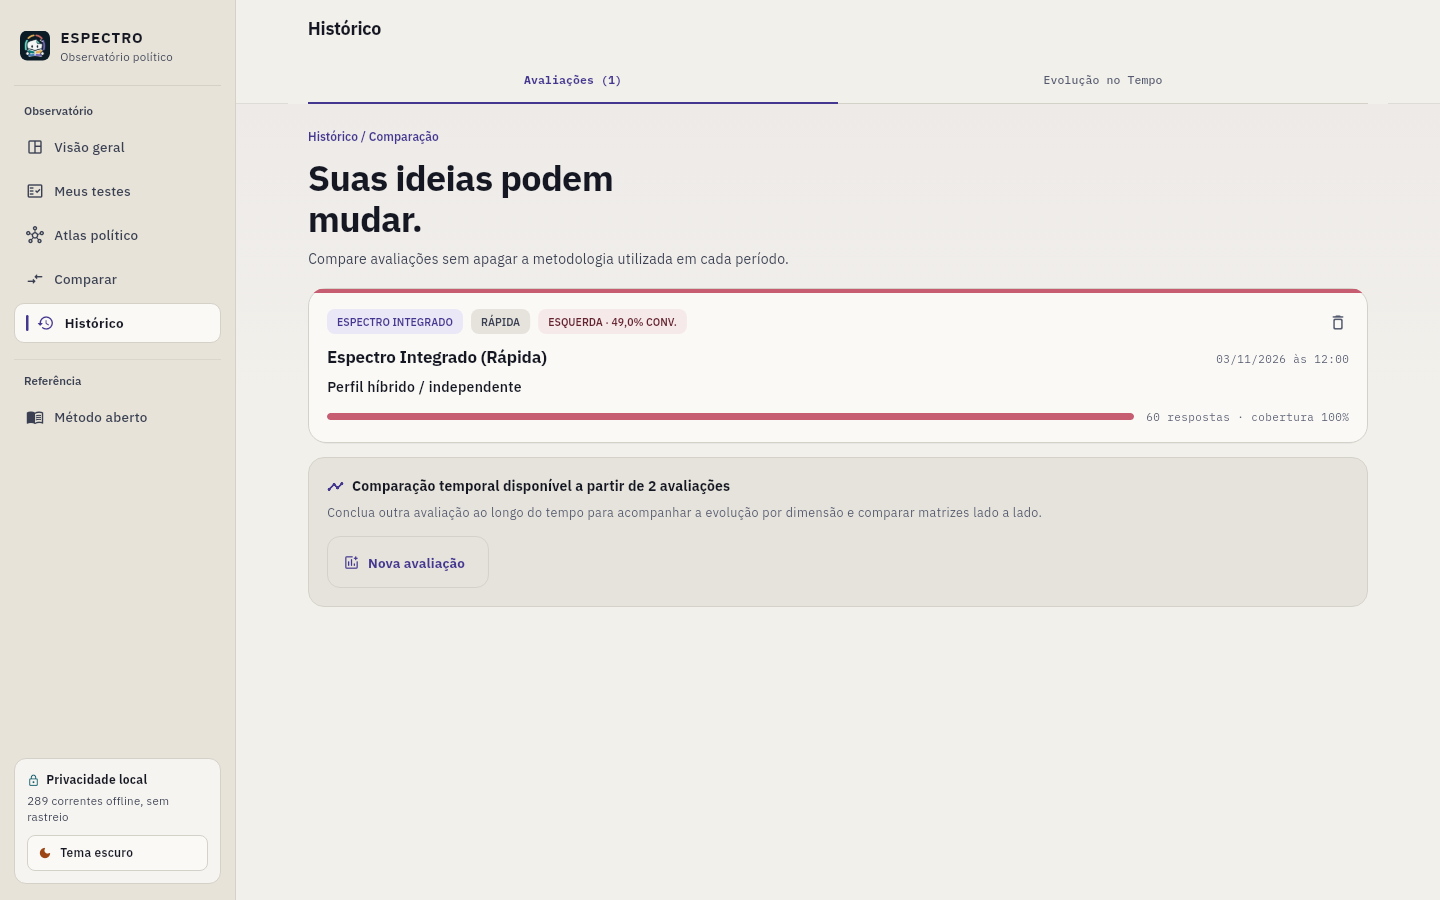 ESPECTRO
Observatório político
Observatório
Visão geral
Meus testes
Atlas político
Comparar
Histórico
Referência
Método aberto
Privacidade local
289 correntes offline, sem
rastreio
Tema escuro
Histórico
Avaliações (1)
Evolução no Tempo
Histórico / Comparação
Suas ideias podem
mudar.
Compare avaliações sem apagar a metodologia utilizada em cada período.
ESPECTRO INTEGRADO
RÁPIDA
ESQUERDA · 49,0% CONV.
Espectro Integrado (Rápida)
03/11/2026 às 12:00
Perfil híbrido / independente
60 respostas · cobertura 100%
Comparação temporal disponível a partir de 2 avaliações
Conclua outra avaliação ao longo do tempo para acompanhar a evolução por dimensão e comparar matrizes lado a lado.
Nova avaliação